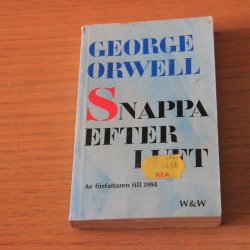 GEORGE
ORWELL
SNAPPA
EFTER
LUFT
REA
Av författaren till 1984
W&W